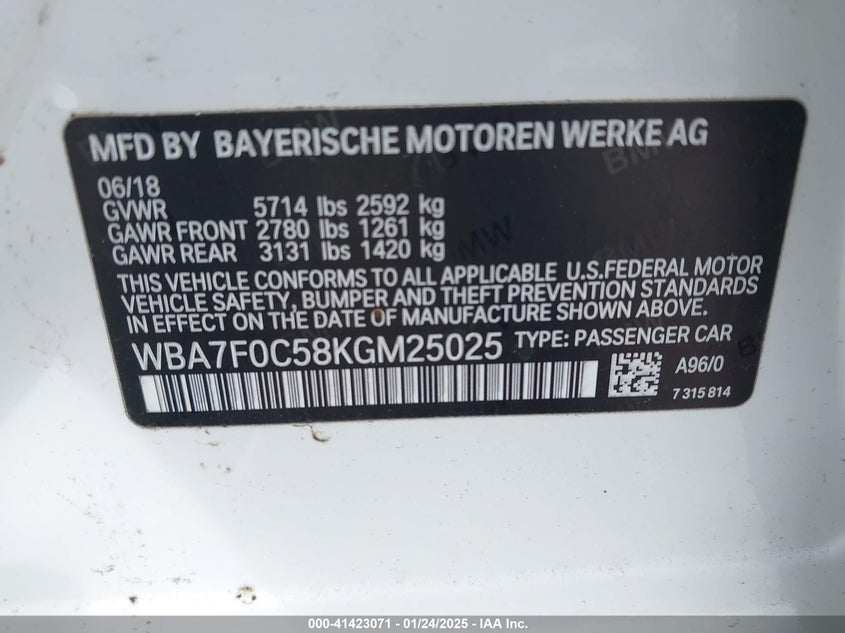 MFD BY BAYERISCHE MOTOREN WERKE AG
06/18
GVWR 5714 lbs 2592 kg
GAWR FRONT 2780 lbs 1261 kg
GAWR REAR 3131 lbs 1420 kg
THIS VEHICLE CONFORMS TO ALL APPLICABLE U.S.FEDERAL MOTOR
VEHICLE SAFETY, BUMPER AND THEFT PREVENTION STANDARDS
IN EFFECT ON THE DATE OF MANUFACTURE SHOWN ABOVE.
WBA7F0C58KGM25025 TYPE: PASSENGER CAR
A96/0
7 315 814
000-41423071 - 01/24/2025 - IAA Inc.